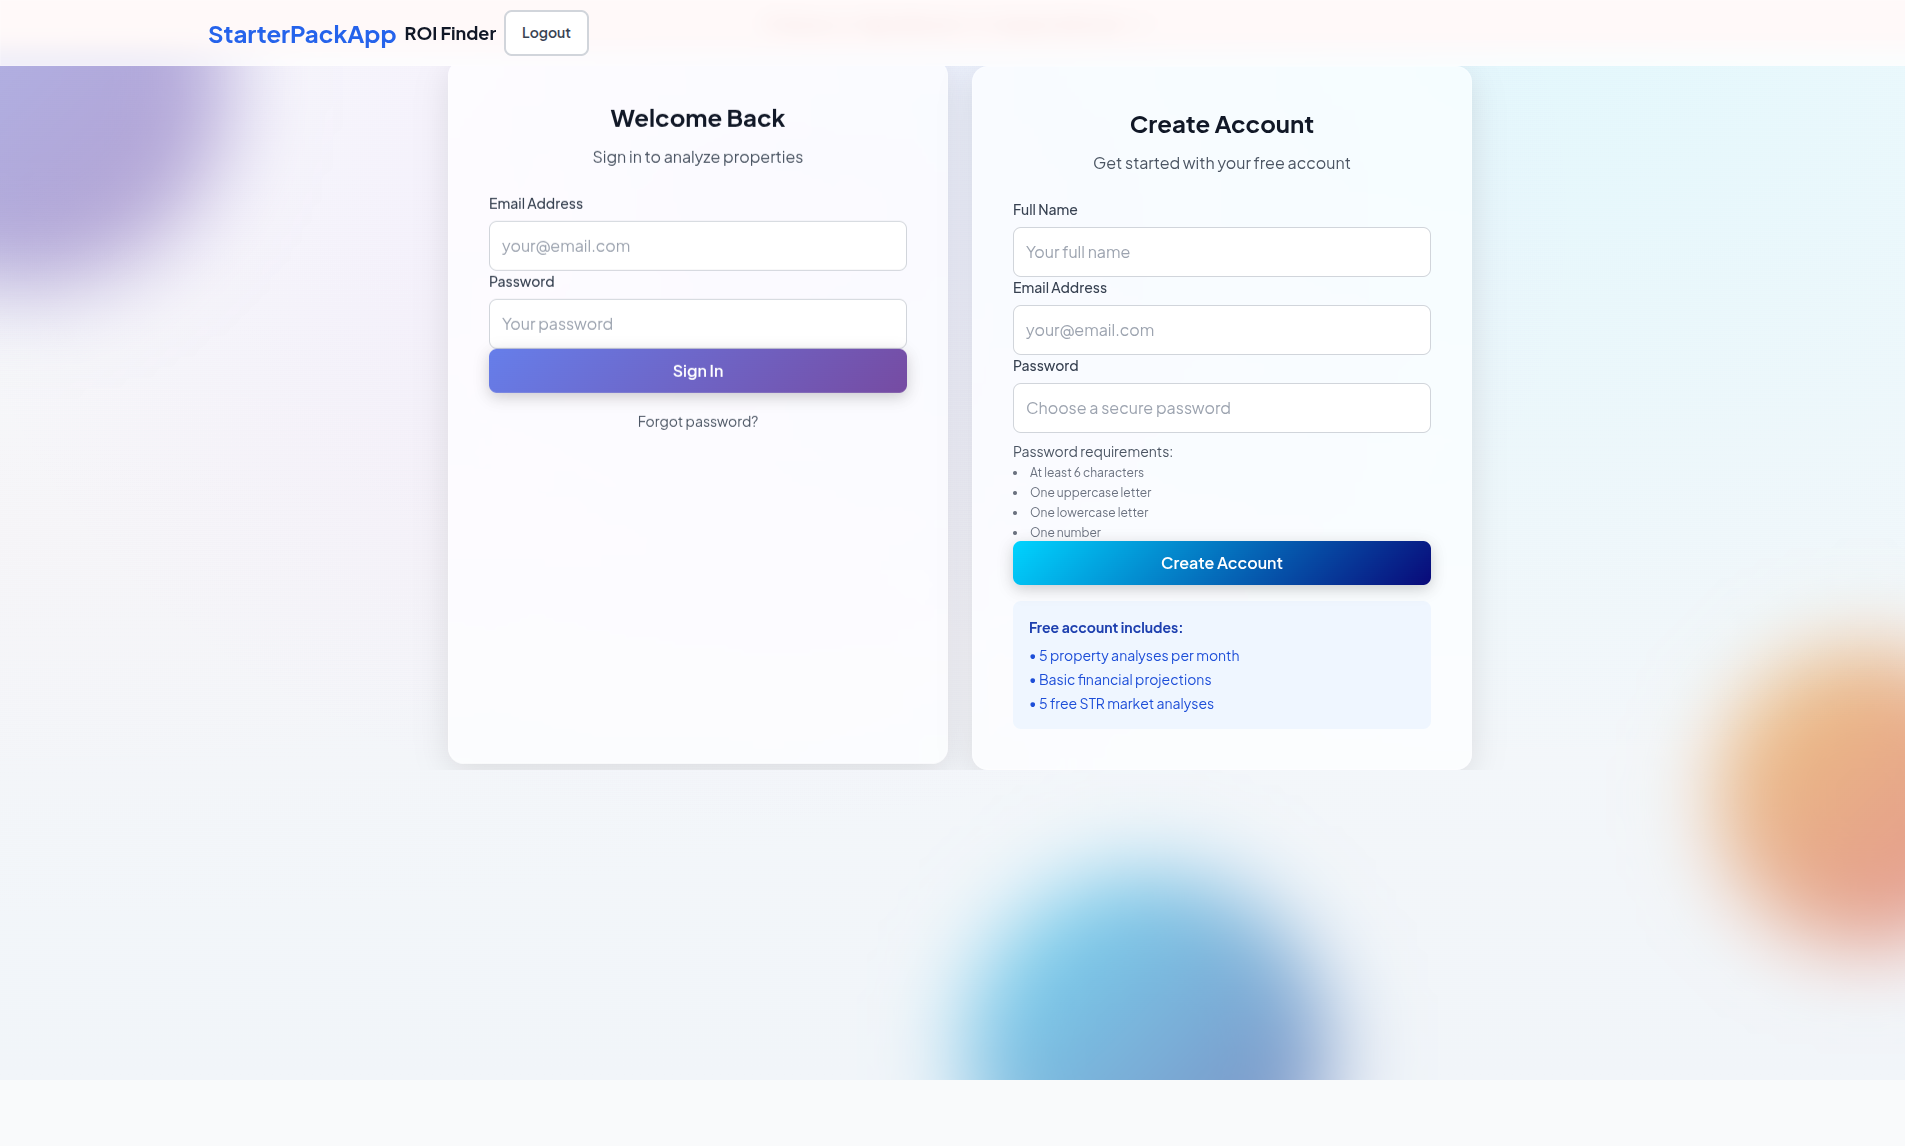 StarterPackApp ROI Finder Logout
Welcome Back
Sign in to analyze properties
Email Address
your@email.com
Password
Your password
Sign In
Forgot password?
Create Account
Get started with your free account
Full Name
Your full name
Email Address
your@email.com
Password
Choose a secure password
Password requirements:
• At least 6 characters
• One uppercase letter
• One lowercase letter
• One number
Create Account
Free account includes:
• 5 property analyses per month
• Basic financial projections
• 5 free STR market analyses